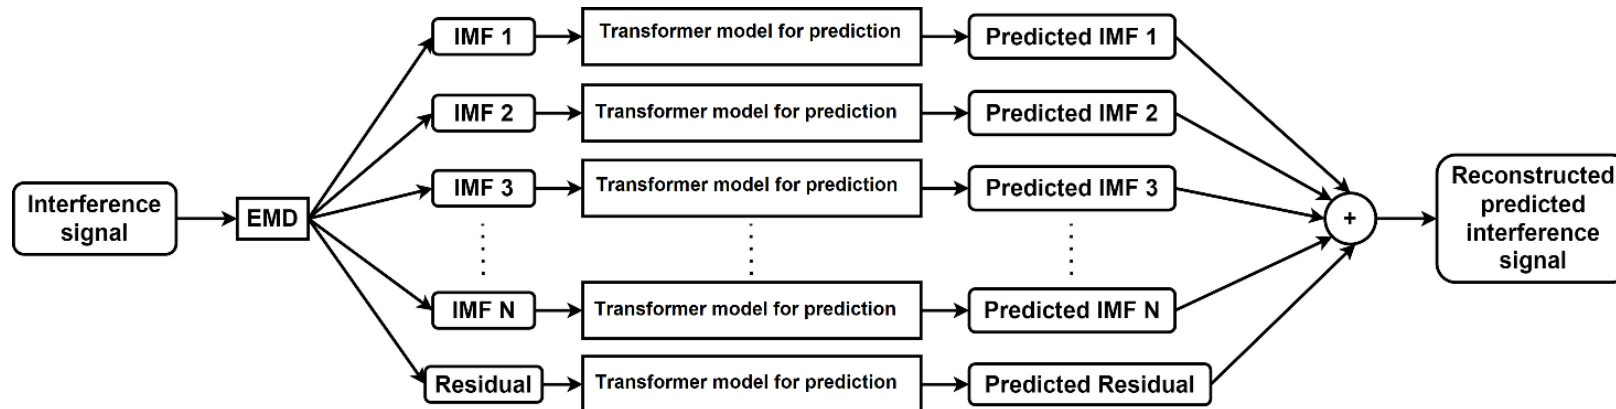 IMF 1
Transformer model for prediction
Predicted IMF 1
IMF 2
Transformer model for prediction
Predicted IMF 2
Interference
signal
EMD
IMF 3
Transformer model for prediction
Predicted IMF 3
+
Reconstructed
predicted
interference
signal
IMF N
Transformer model for prediction
Predicted IMF N
Residual
Transformer model for prediction
Predicted Residual